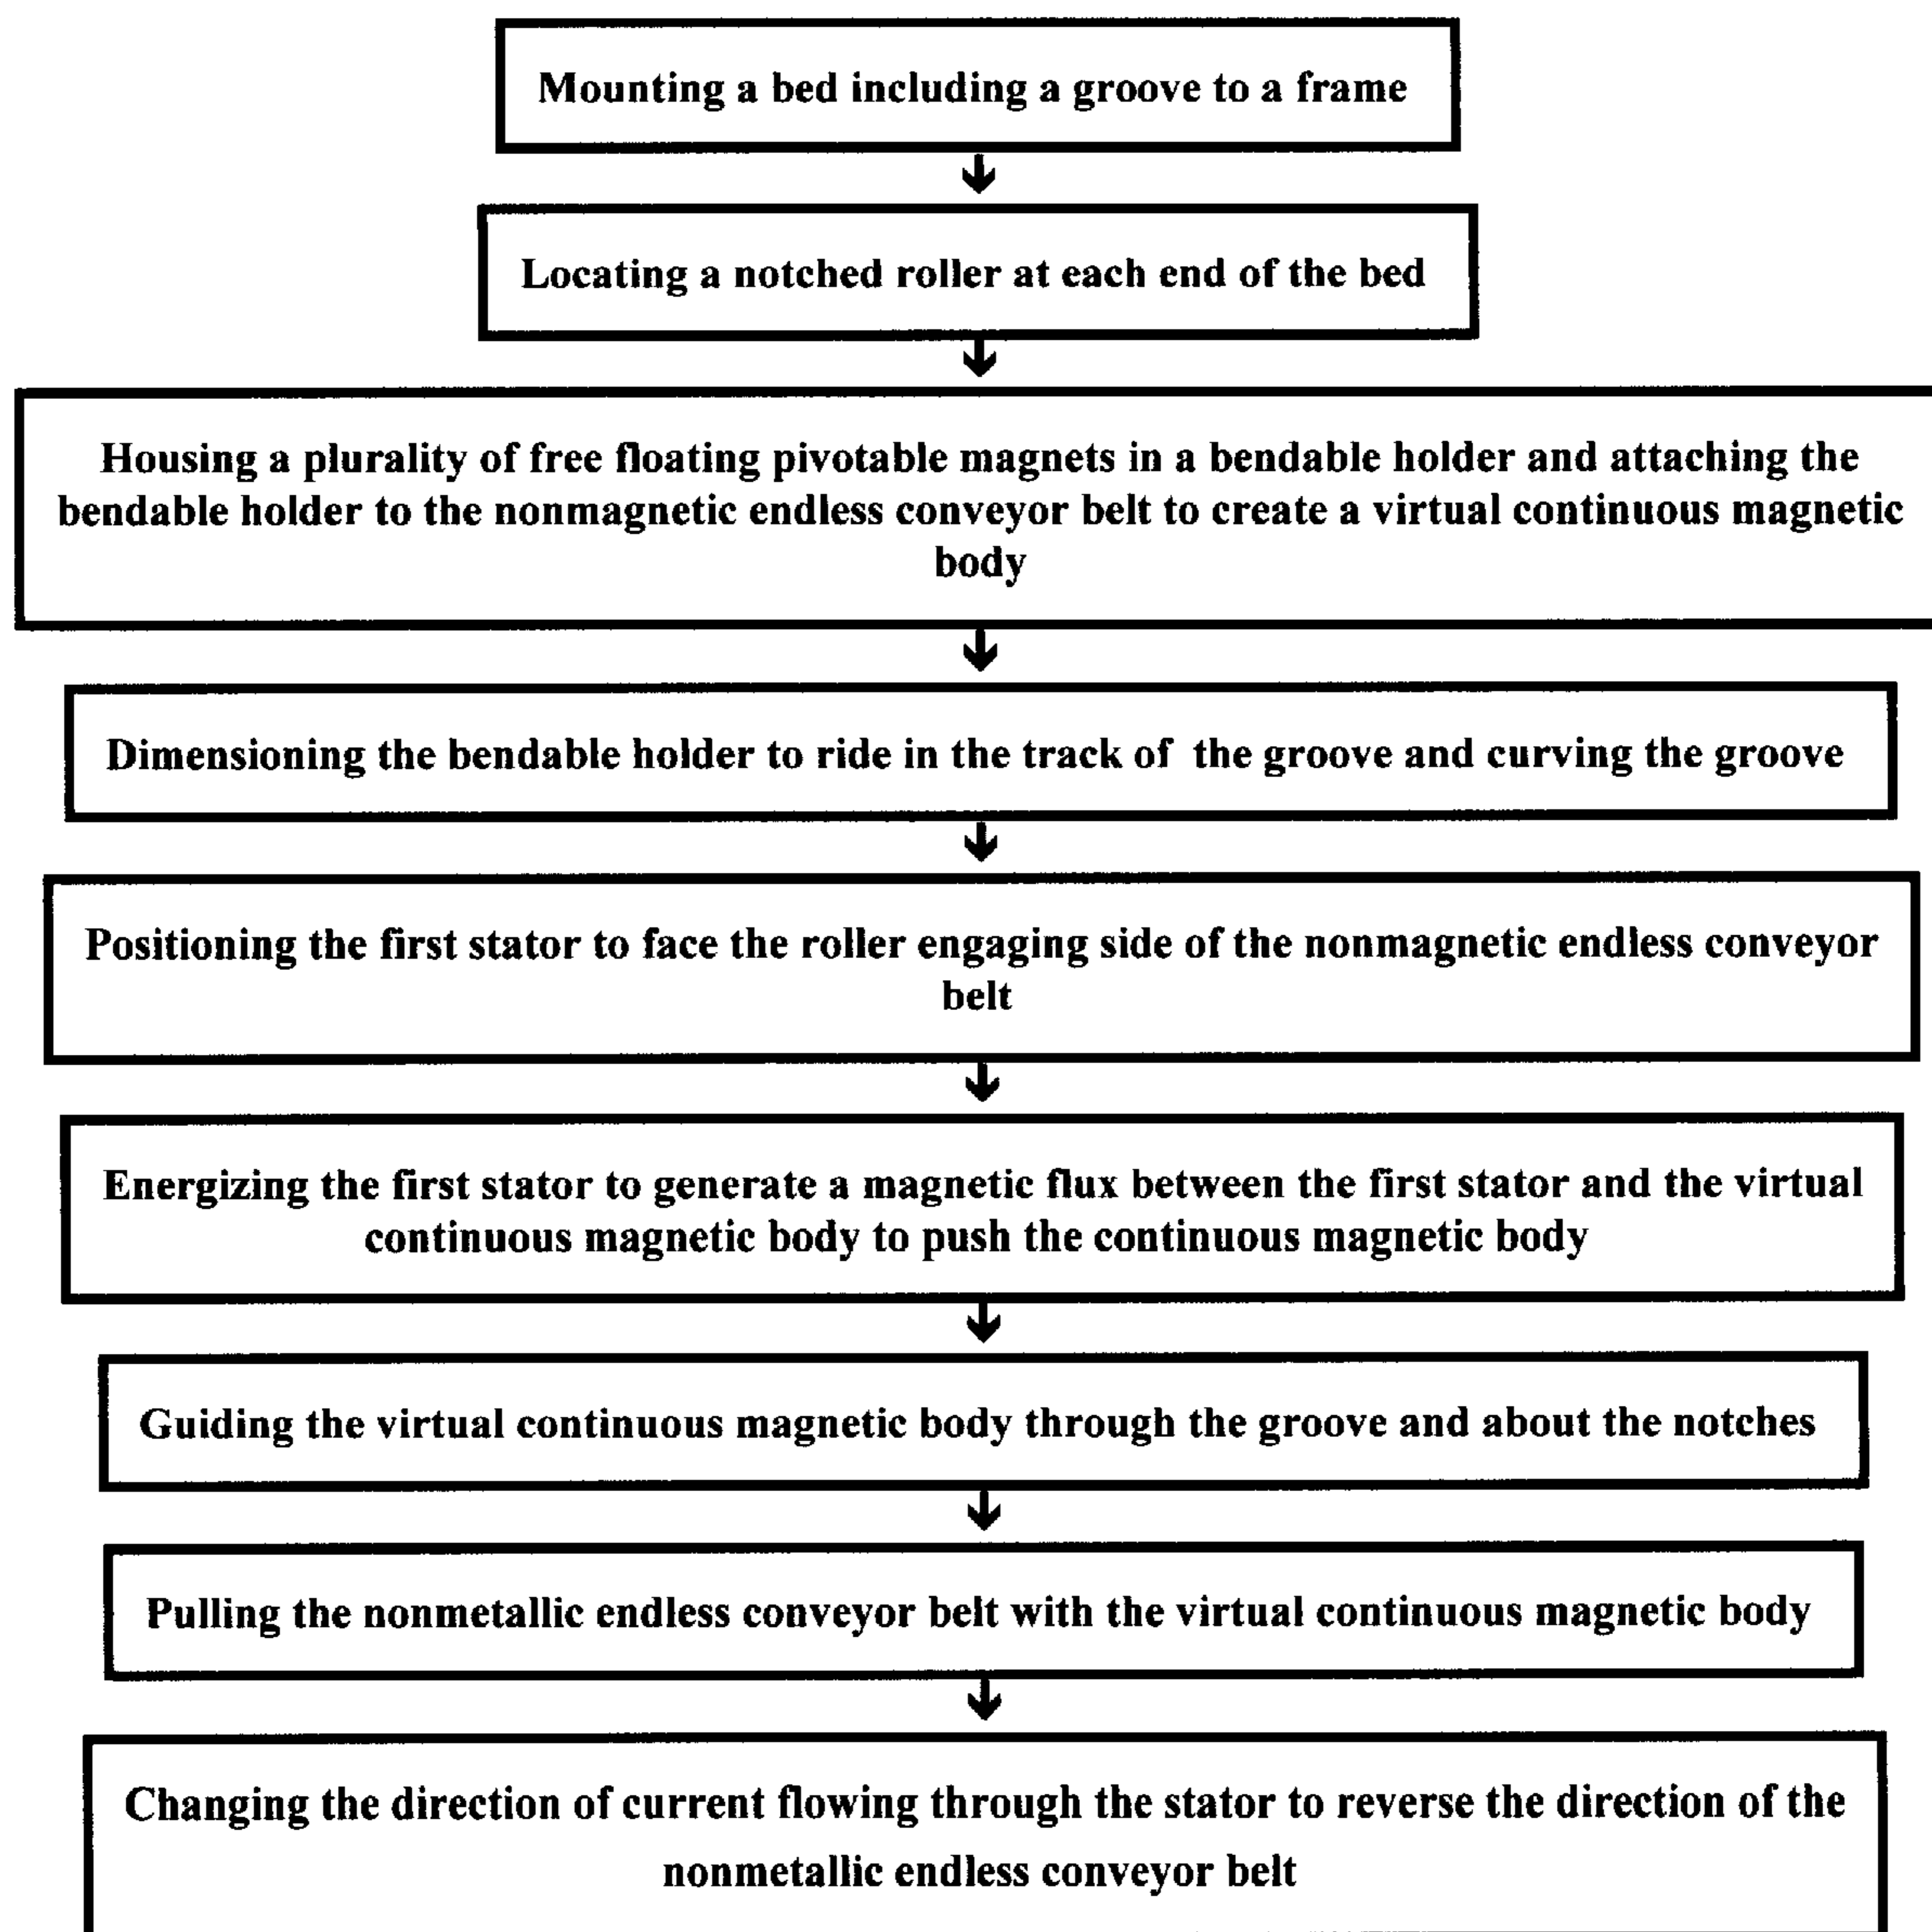 Mounting a bed including a groove to a frame
Locating a notched roller at each end of the bed
Housing a plurality of free floating pivotable magnets in a bendable holder and attaching the
bendable holder to the nonmagnetic endless conveyor belt to create a virtual continuous magnetic
body
Dimensioning the bendable holder to ride in the track of the groove and curving the groove
Positioning the first stator to face the roller engaging side of the nonmagnetic endless conveyor
belt
Energizing the first stator to generate a magnetic flux between the first stator and the virtual
continuous magnetic body to push the continuous magnetic body
Guiding the virtual continuous magnetic body through the groove and about the notches
Pulling the nonmetallic endless conveyor belt with the virtual continuous magnetic body
Changing the direction of current flowing through the stator to reverse the direction of the
nonmetallic endless conveyor belt